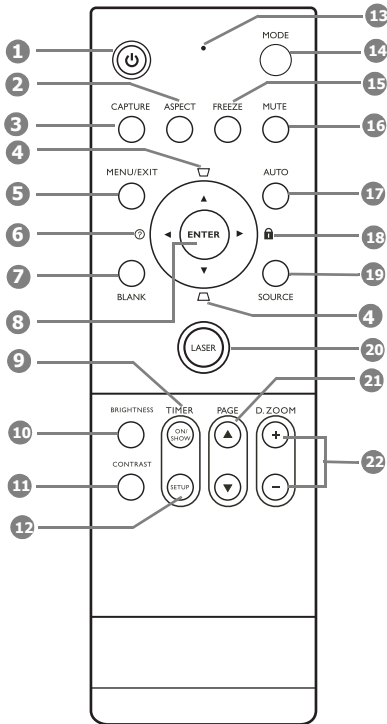 13
MODE
1
14
2
15
CAPTURE ASPECT FREEZE MUTE
3
16
4
MENU/EXIT AUTO
5
17
6
?
ENTER
18
7
19
BLANK SOURCE
8
4
LASER
20
9
21
BRIGHTNESS TIMER PAGE D. ZOOM
10
ON/
SHOW
+
CONTRAST
22
11
SETUP
−
12